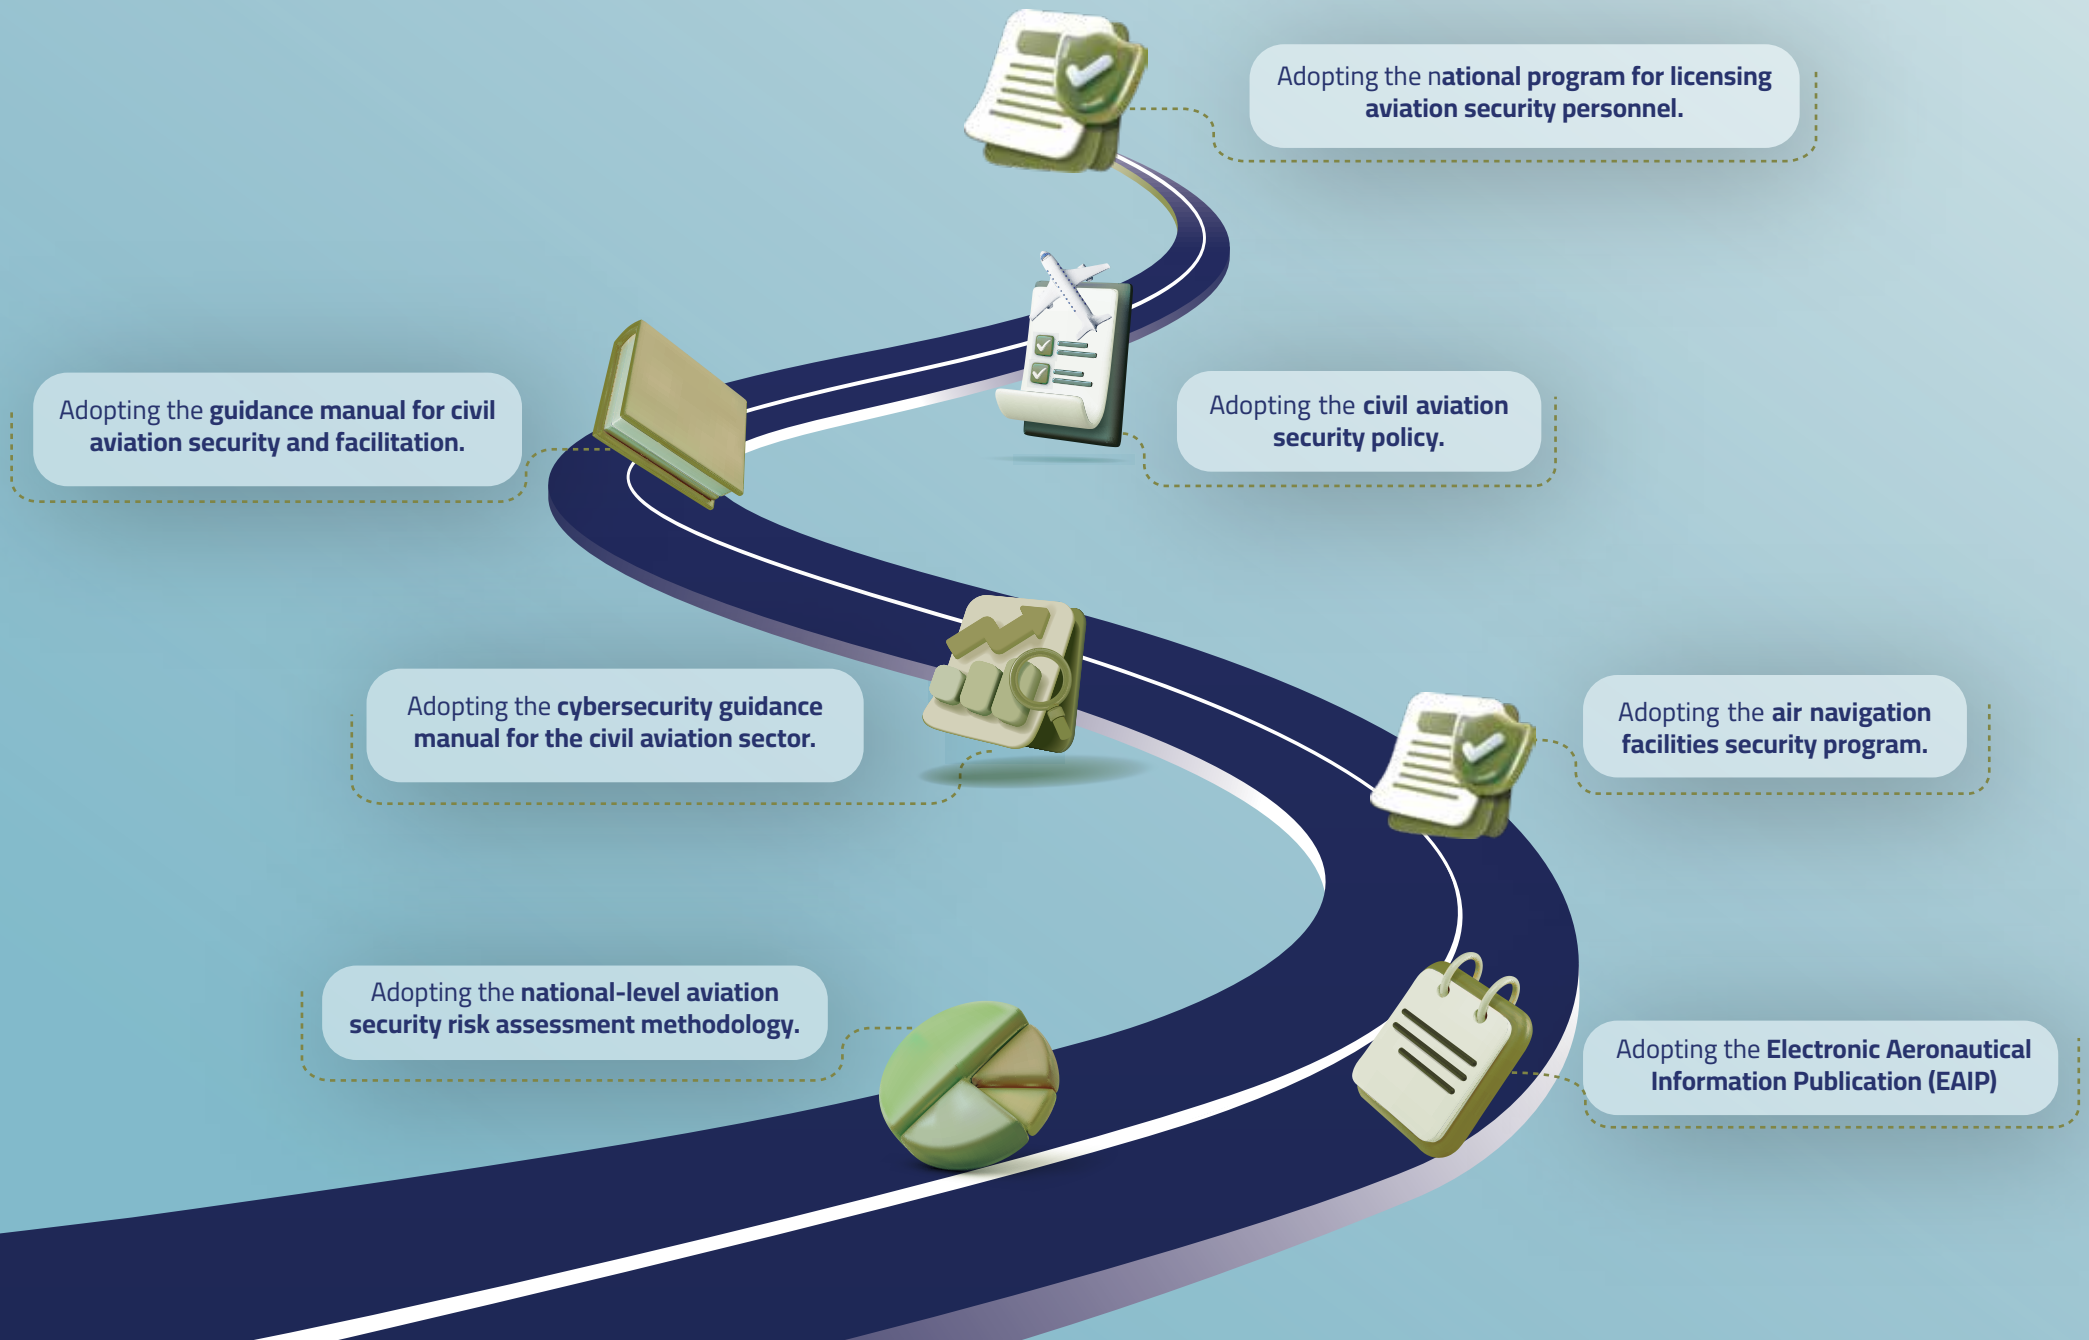 Adopting the national program for licensing
aviation security personnel.
Adopting the guidance manual for civil
aviation security and facilitation.
Adopting the civil aviation
security policy.
Adopting the cybersecurity guidance
manual for the civil aviation sector.
Adopting the air navigation
facilities security program.
Adopting the national-level aviation
security risk assessment methodology.
Adopting the Electronic Aeronautical
Information Publication (EAIP)